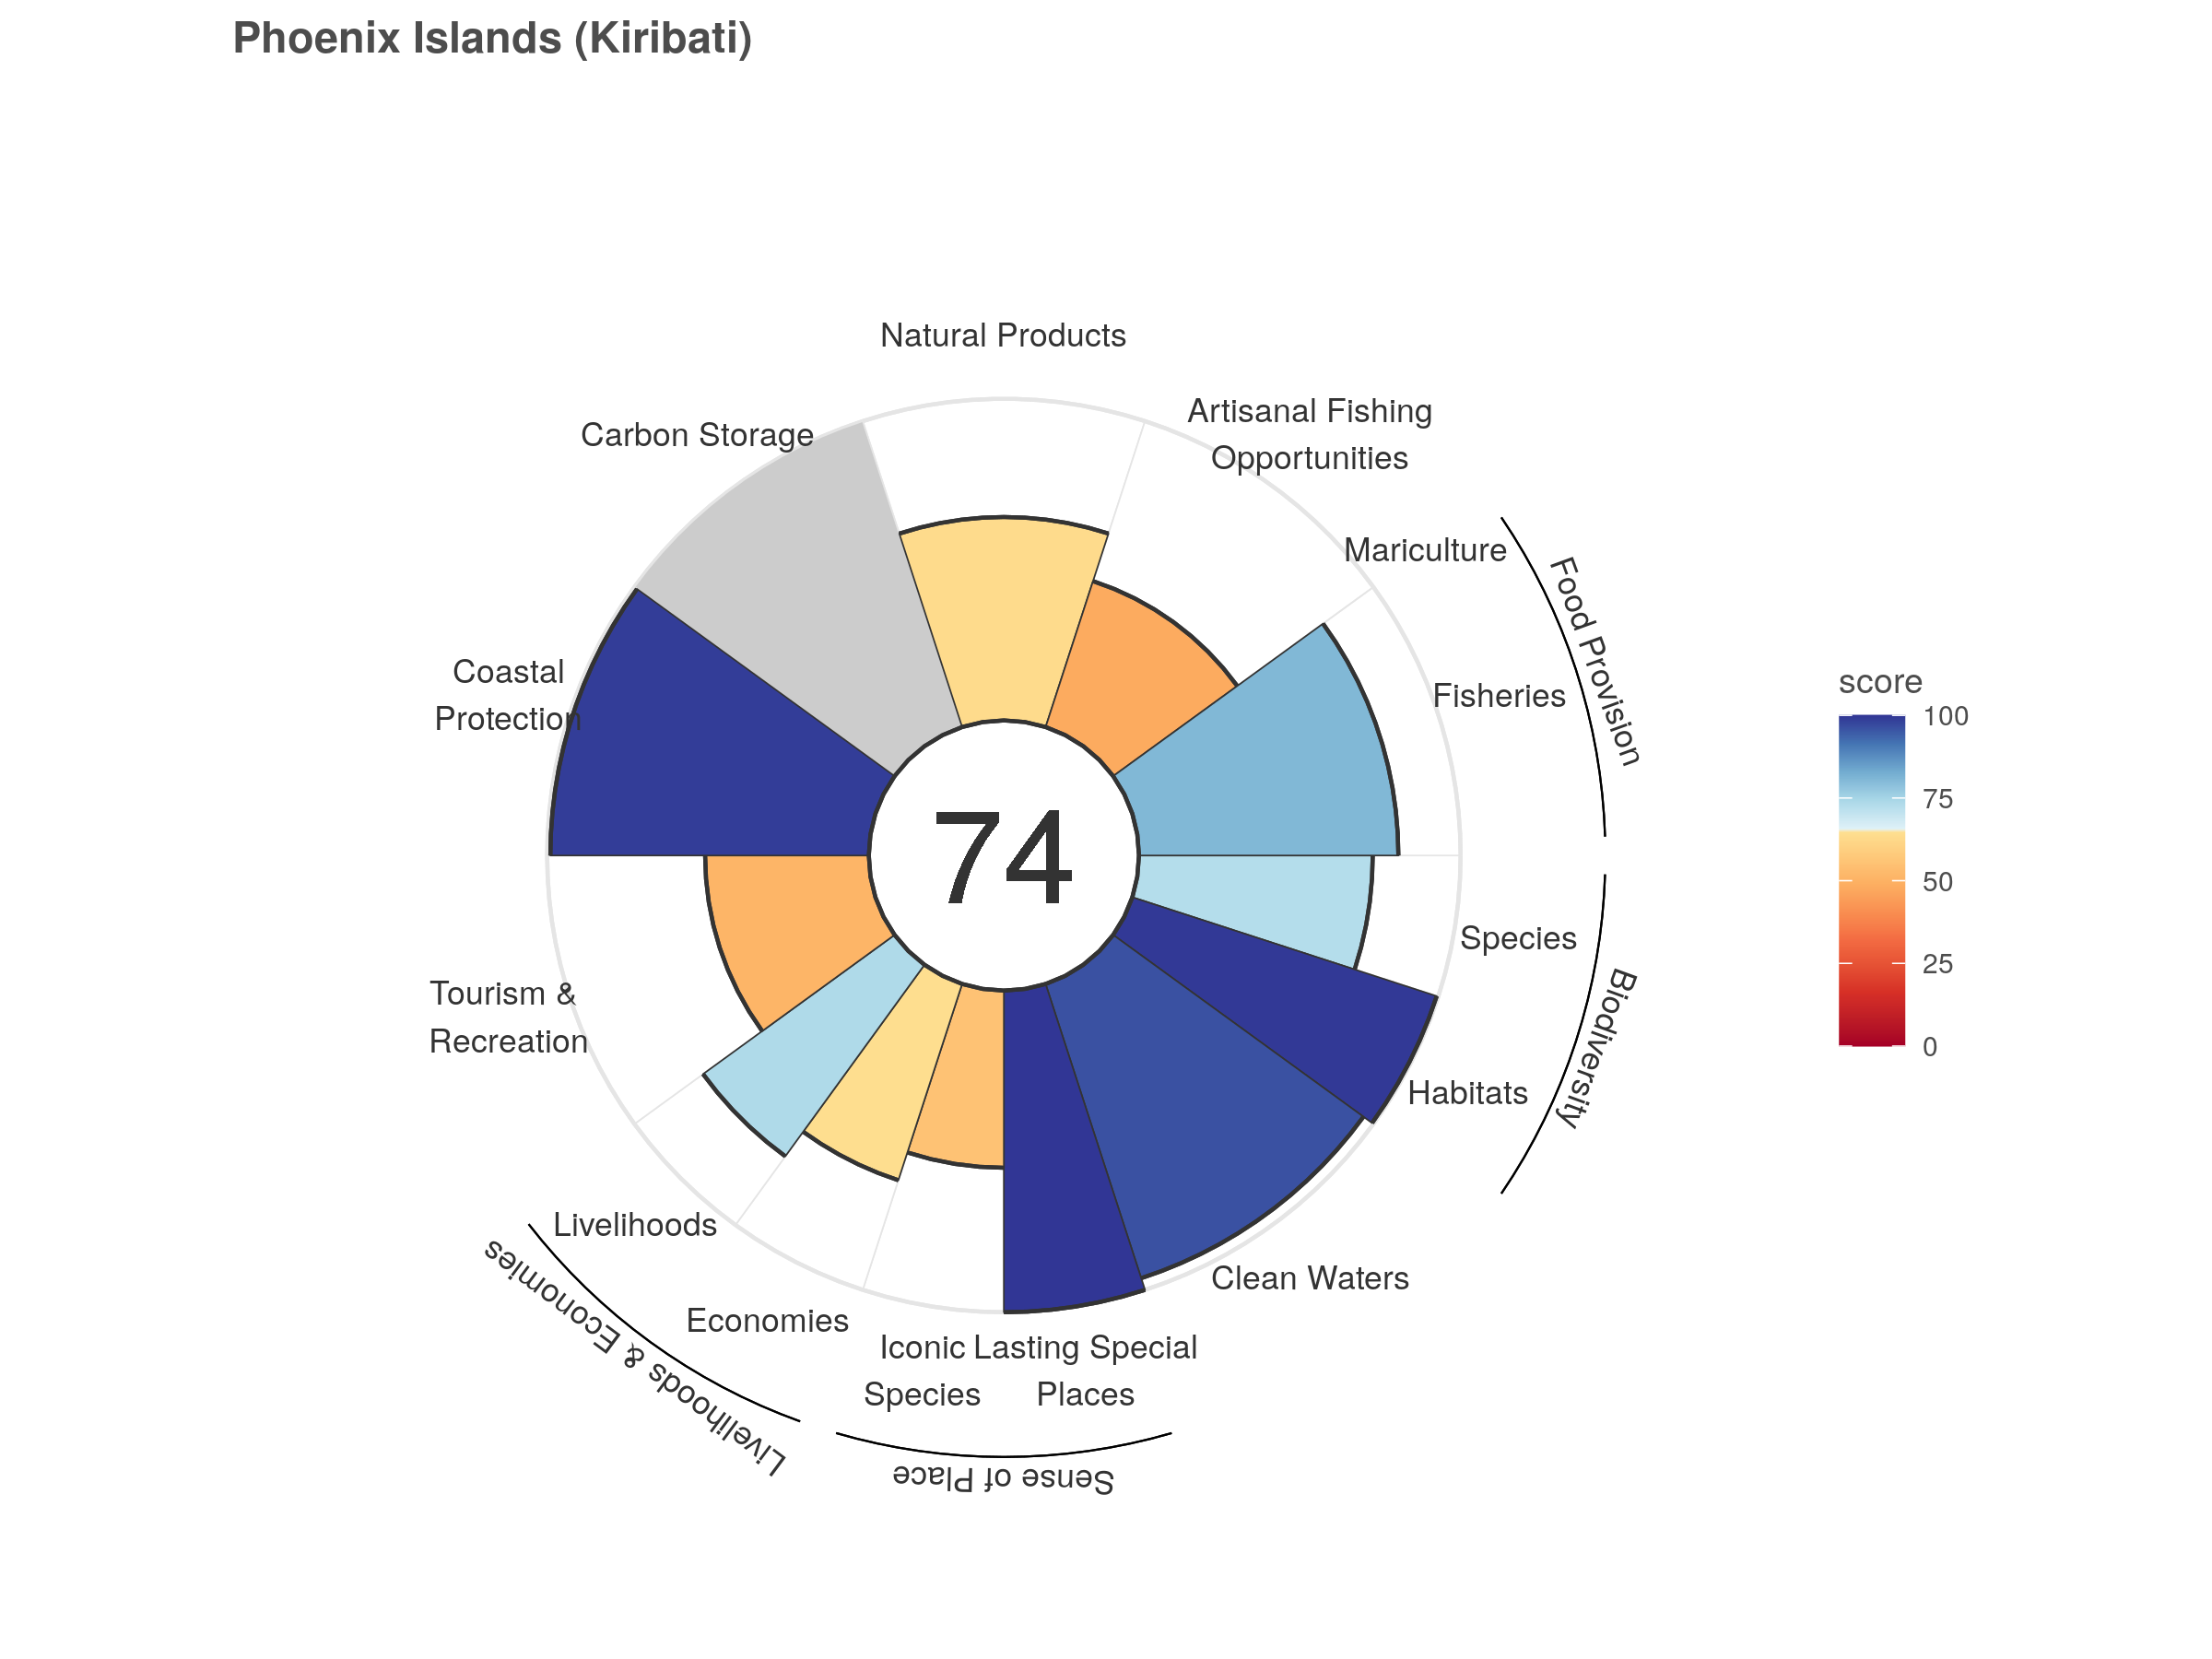 Phoenix Islands (Kiribati)
Natural Products
Artisanal Fishing
Opportunities
Carbon Storage
Mariculture
Food Provision
Fisheries
Coastal
Protection
score
100
75
50
25
0
74
Species
Biodiversity
Habitats
Tourism &
Recreation
Livelihoods
Livelihoods & Economies
Economies
Clean Waters
Iconic
Species
Lasting Special
Places
Sense of Place